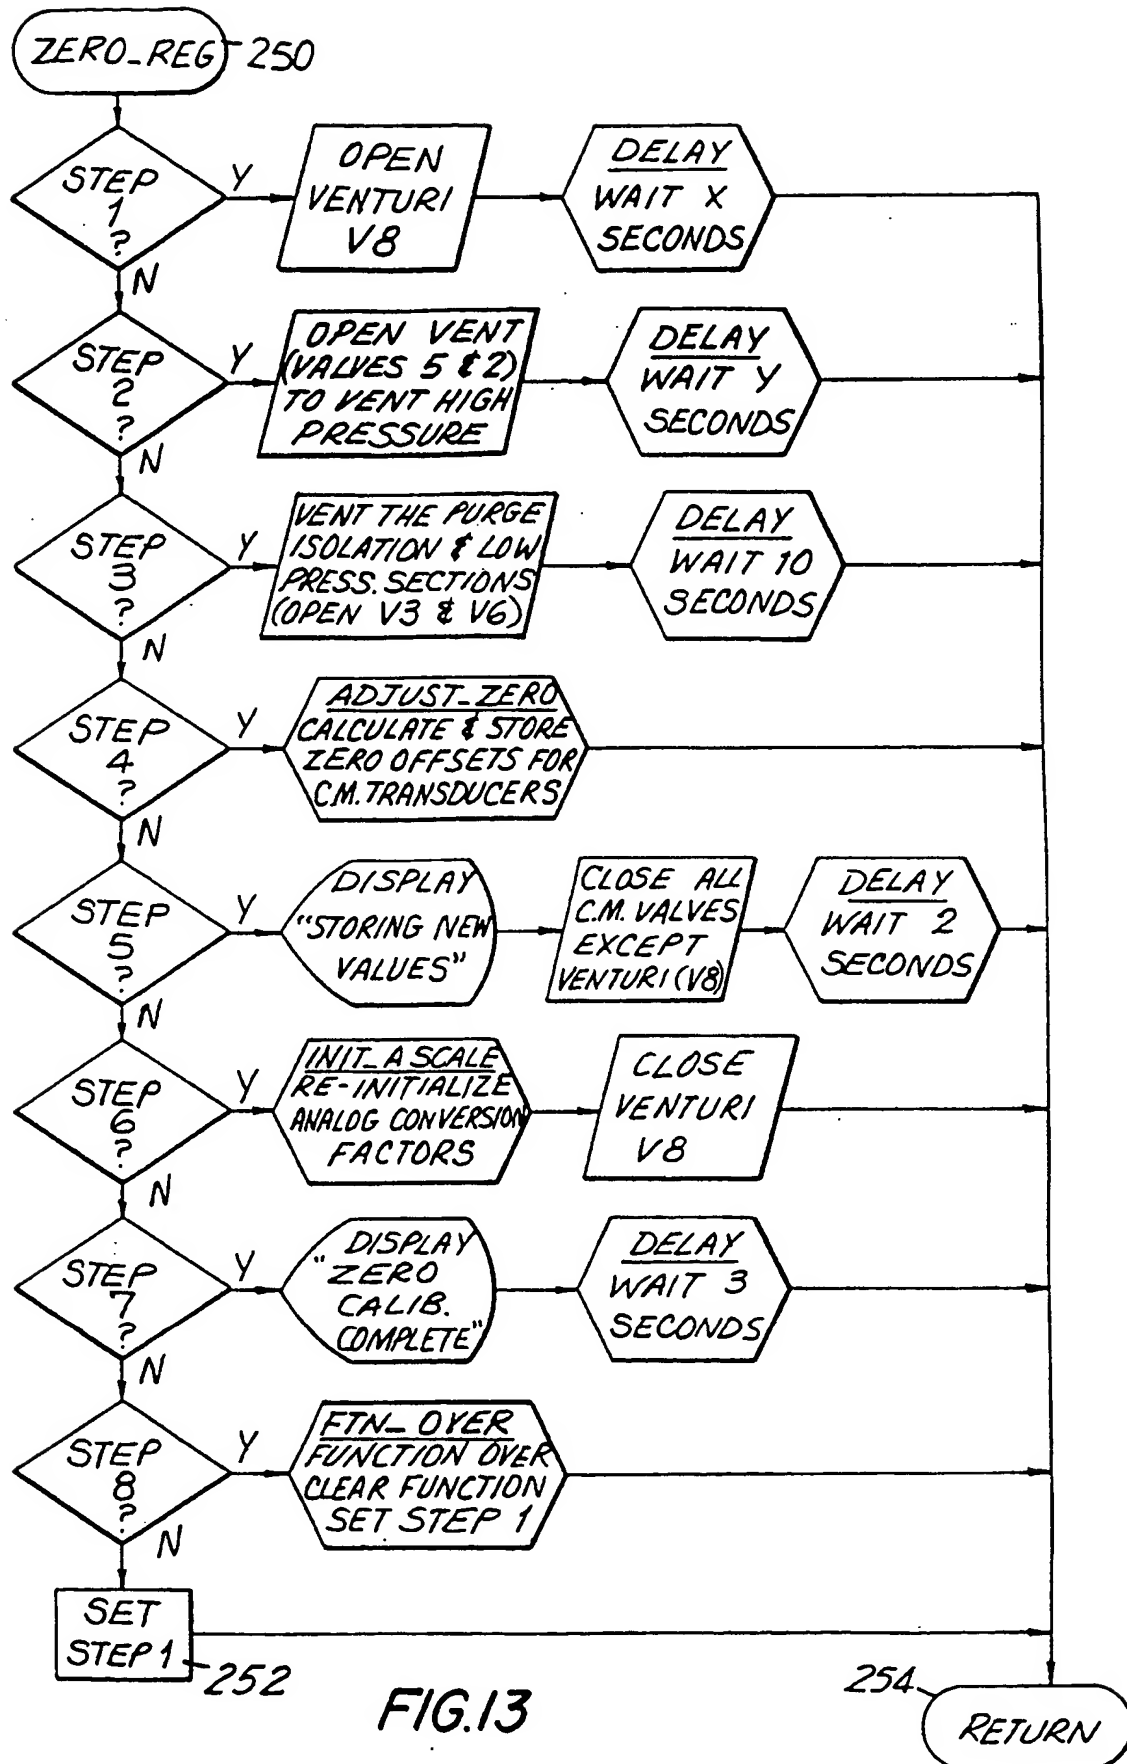 ZERO_REG
250
STEP
1
?
Y
OPEN
VENTURI
V8
DELAY
WAIT X
SECONDS
N
STEP
2
?
Y
OPEN VENT
(VALVES 5 & 2)
TO VENT HIGH
PRESSURE
DELAY
WAIT Y
SECONDS
N
STEP
3
?
Y
VENT THE PURGE
ISOLATION & LOW
PRESS. SECTIONS
(OPEN V3 & V6)
DELAY
WAIT 10
SECONDS
N
STEP
4
?
Y
ADJUST_ZERO
CALCULATE & STORE
ZERO OFFSETS FOR
C.M. TRANSDUCERS
N
STEP
5
?
Y
DISPLAY
"STORING NEW
VALUES"
CLOSE ALL
C.M. VALVES
EXCEPT
VENTURI (V8)
DELAY
WAIT 2
SECONDS
N
STEP
6
?
Y
INIT_A SCALE
RE-INITIALIZE
ANALOG CONVERSION
FACTORS
CLOSE
VENTURI
V8
N
STEP
7
?
Y
DISPLAY
"ZERO
CALIB.
COMPLETE"
DELAY
WAIT 3
SECONDS
N
STEP
8
?
Y
FTN_OVER
FUNCTION OVER
CLEAR FUNCTION
SET STEP 1
N
SET
STEP 1
252
FIG.13
254
RETURN